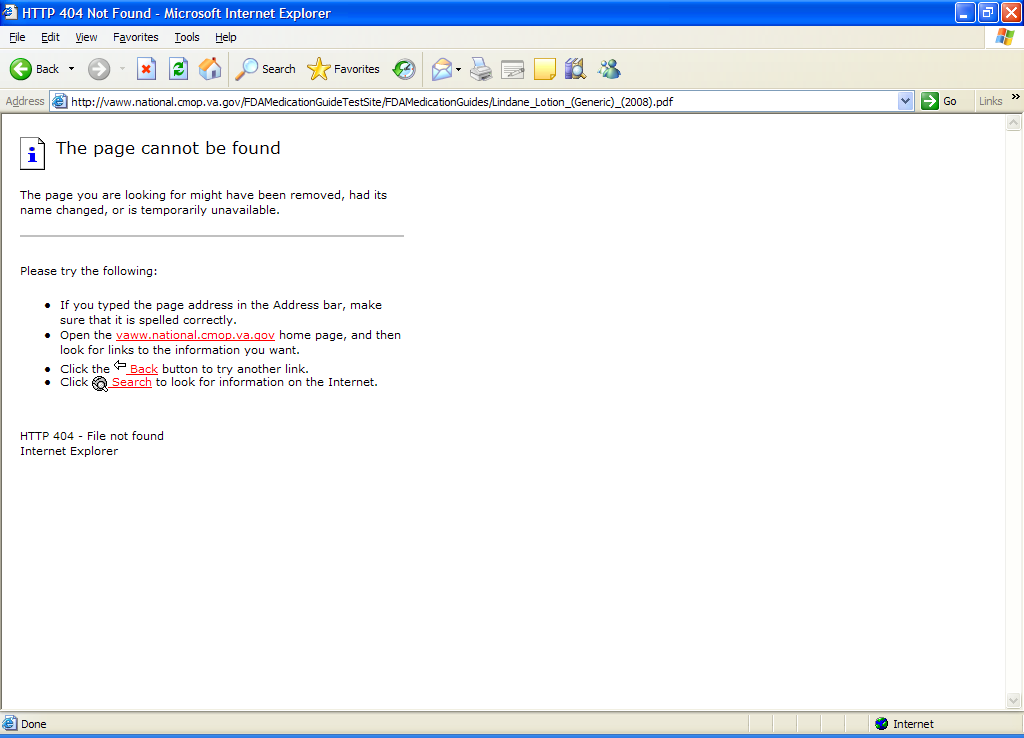 HTTP 404 Not Found - Microsoft Internet Explorer
File Edit View Favorites Tools Help
Back Search Favorites
Address http://vaww.national.cmop.va.gov/FDAMedicationGuideTestSite/FDAMedicationGuides/Lindane_Lotion_(Generic)_(2008).pdf Go Links »
The page cannot be found
The page you are looking for might have been removed, had its
name changed, or is temporarily unavailable.
Please try the following:
• If you typed the page address in the Address bar, make
sure that it is spelled correctly.
• Open the vaww.national.cmop.va.gov home page, and then
look for links to the information you want.
• Click the Back button to try another link.
• Click Search to look for information on the Internet.
HTTP 404 - File not found
Internet Explorer
Done Internet